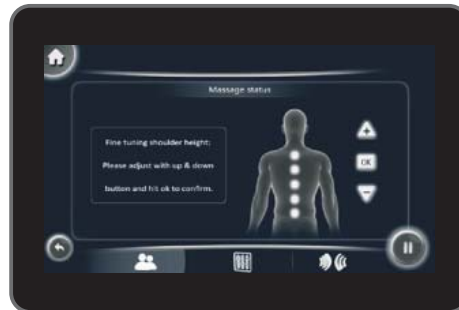 Massage status
Fine tuning shoulder height:
Please adjust with up & down
button and hit ok to confirm.
+
OK
-